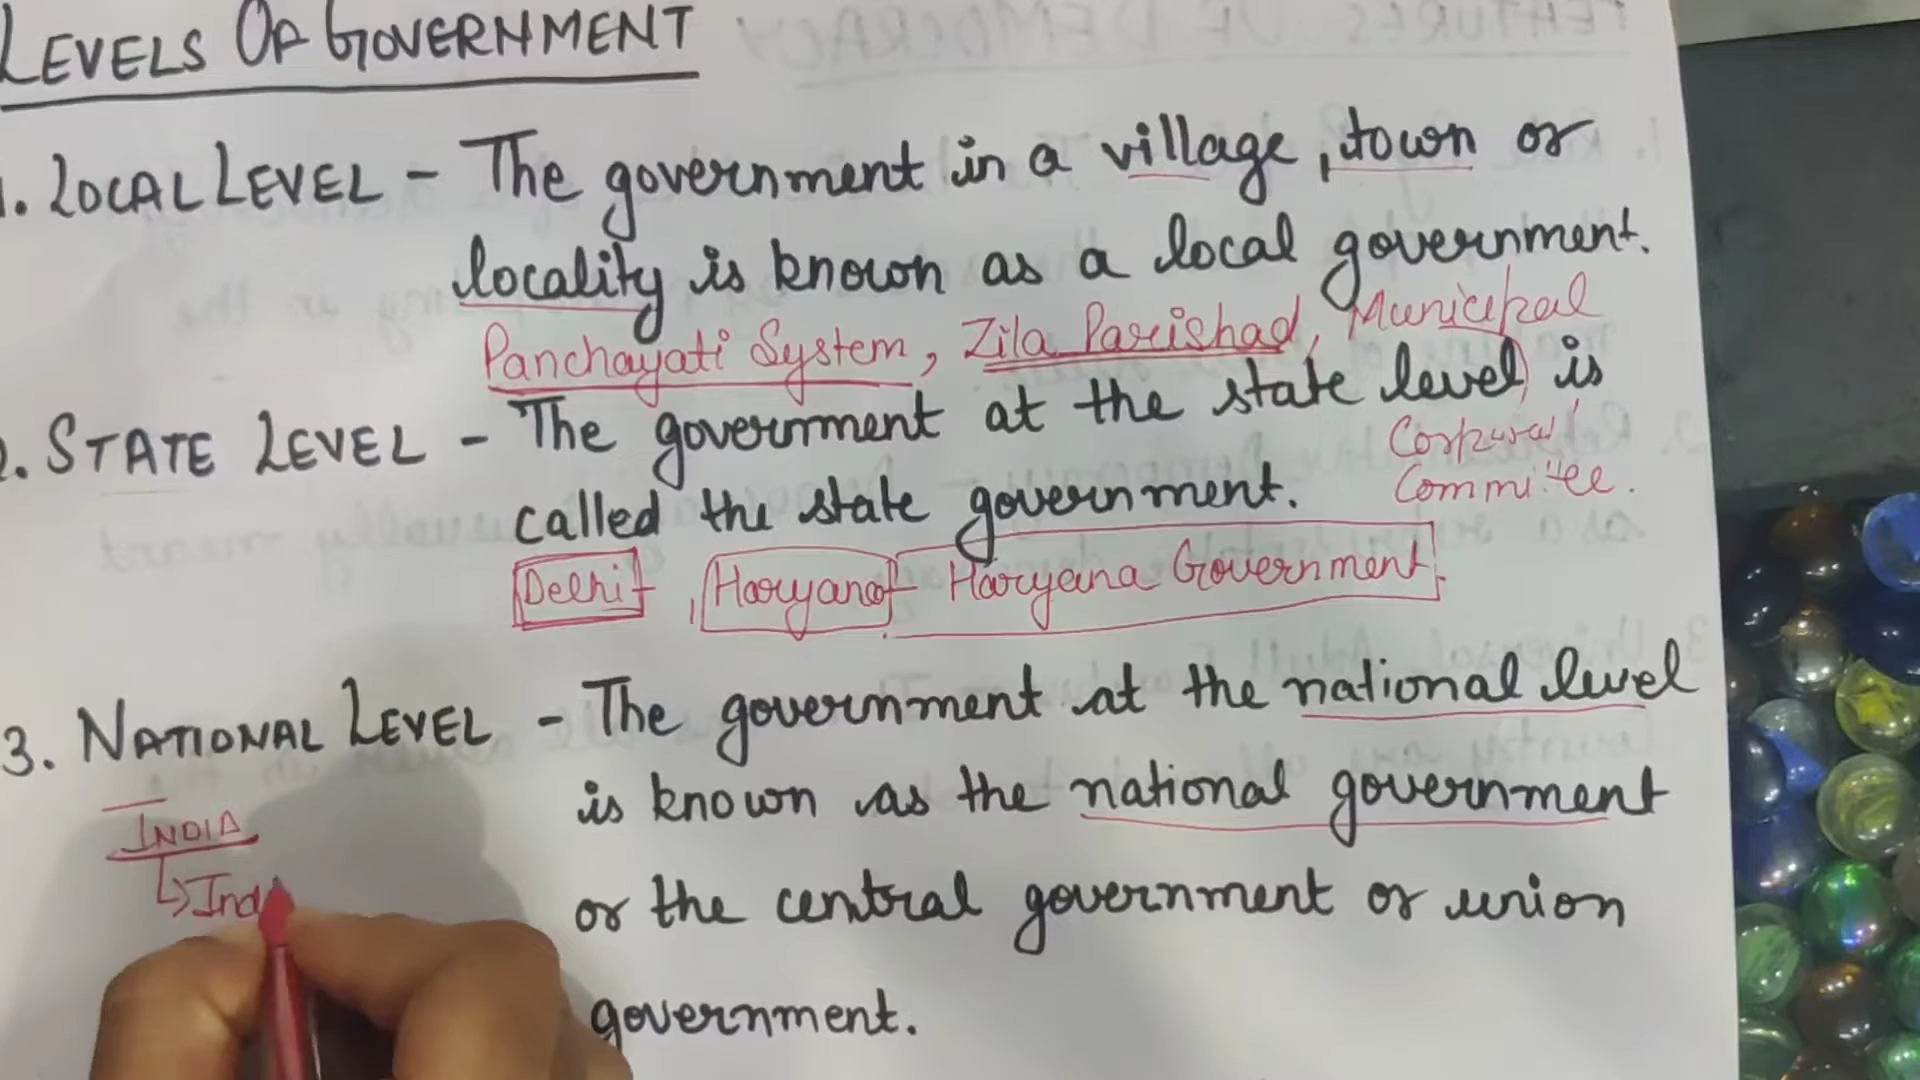 LEVELS OF GOVERNMENT
1. LOCAL LEVEL - The government in a village, town or
locality is known as a local government.
Panchayati System, Zila Parishad, Municipal
2. STATE LEVEL - The government at the state level is
Committee.
called the state government.
Delhi, Haryana - Haryana Government.
3. NATIONAL LEVEL - The government at the national level
is known as the national government
INDIA
↳ Ind
or the central government or union
government.